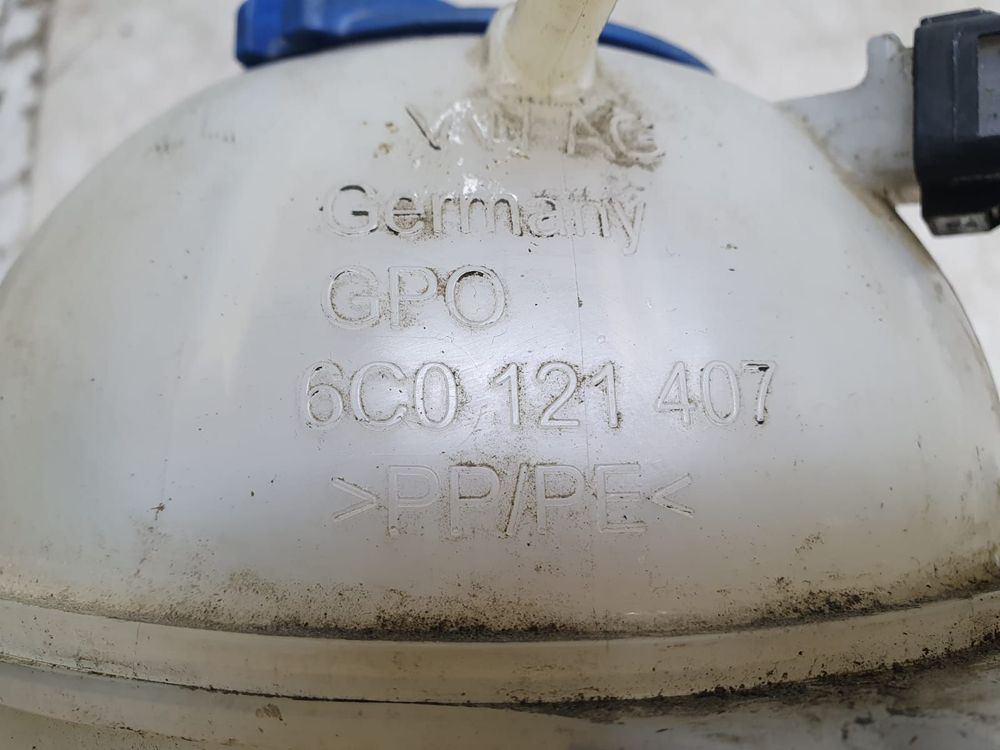 VW AG
Germany
GPO
6C0 121 407
>PP/PE<